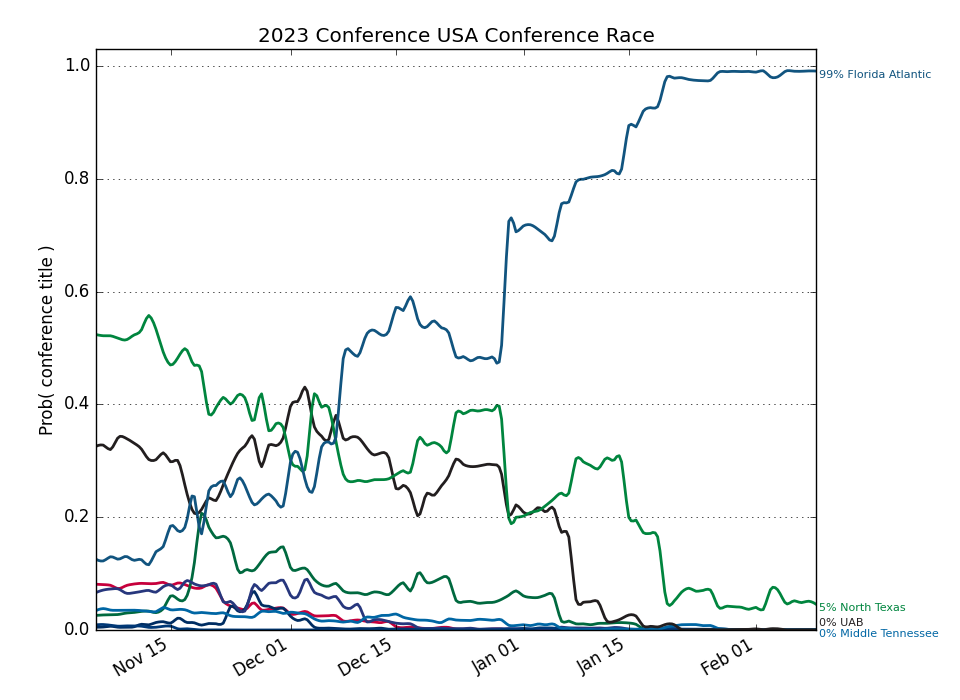 2023 Conference USA Conference Race
Prob( conference title )
1.0
0.8
0.6
0.4
0.2
0.0
Nov 15
Dec 01
Dec 15
Jan 01
Jan 15
Feb 01
99% Florida Atlantic
5% North Texas
0% UAB
0% Middle Tennessee